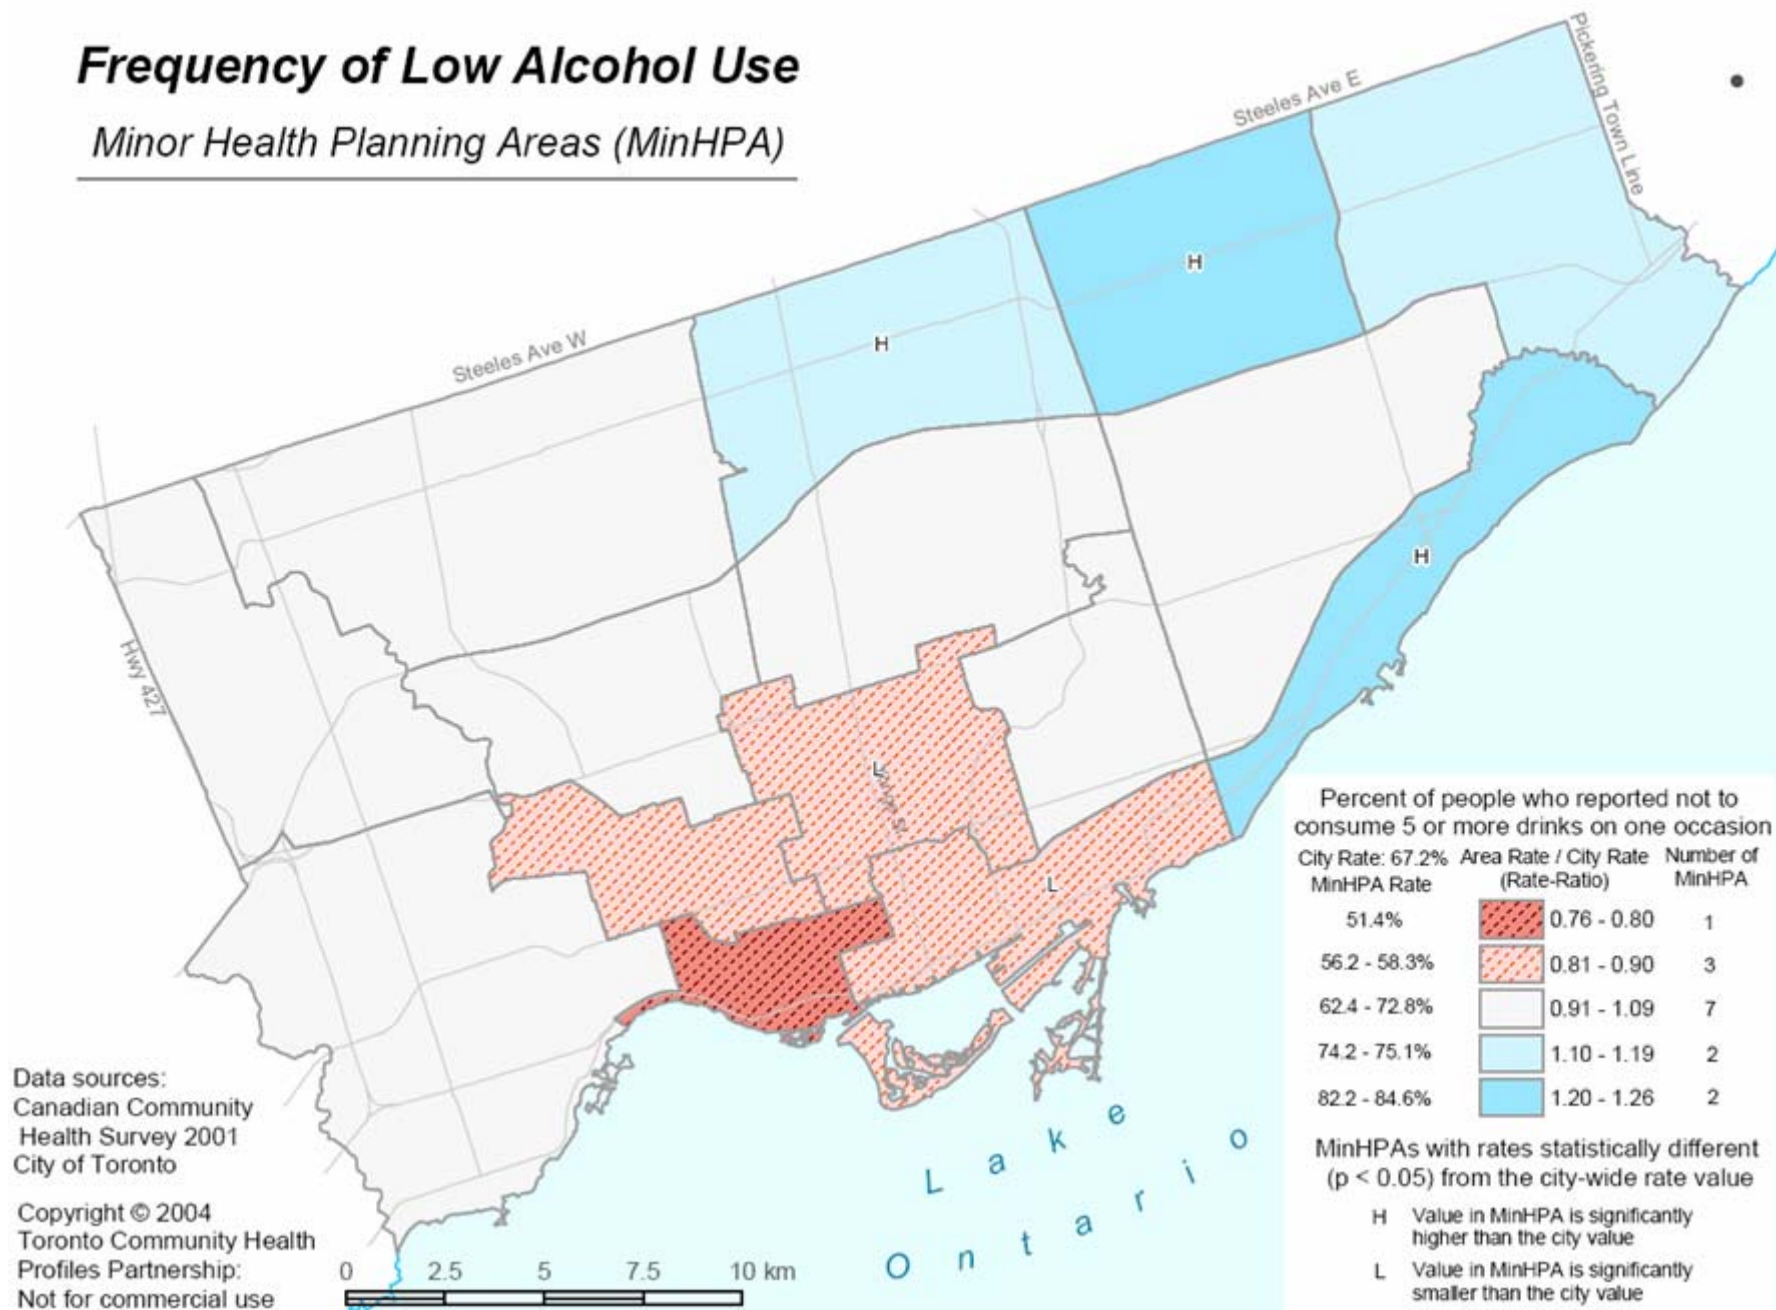 Frequency of Low Alcohol Use
Minor Health Planning Areas (MinHPA)
Steeles Ave E
Pickering Town Line
H
H
Steeles Ave W
H
Hwy 427
L
L
Percent of people who reported not to
consume 5 or more drinks on one occasion
City Rate: 67.2% Area Rate / City Rate Number of
MinHPA Rate (Rate-Ratio) MinHPA
51.4% 0.76 - 0.80 1
56.2 - 58.3% 0.81 - 0.90 3
62.4 - 72.8% 0.91 - 1.09 7
74.2 - 75.1% 1.10 - 1.19 2
82.2 - 84.6% 1.20 - 1.26 2
MinHPAs with rates statistically different
(p < 0.05) from the city-wide rate value
H Value in MinHPA is significantly
higher than the city value
L Value in MinHPA is significantly
smaller than the city value
Lake
Ontario
Data sources:
Canadian Community
Health Survey 2001
City of Toronto
Copyright © 2004
Toronto Community Health
Profiles Partnership:
Not for commercial use
0 2.5 5 7.5 10 km